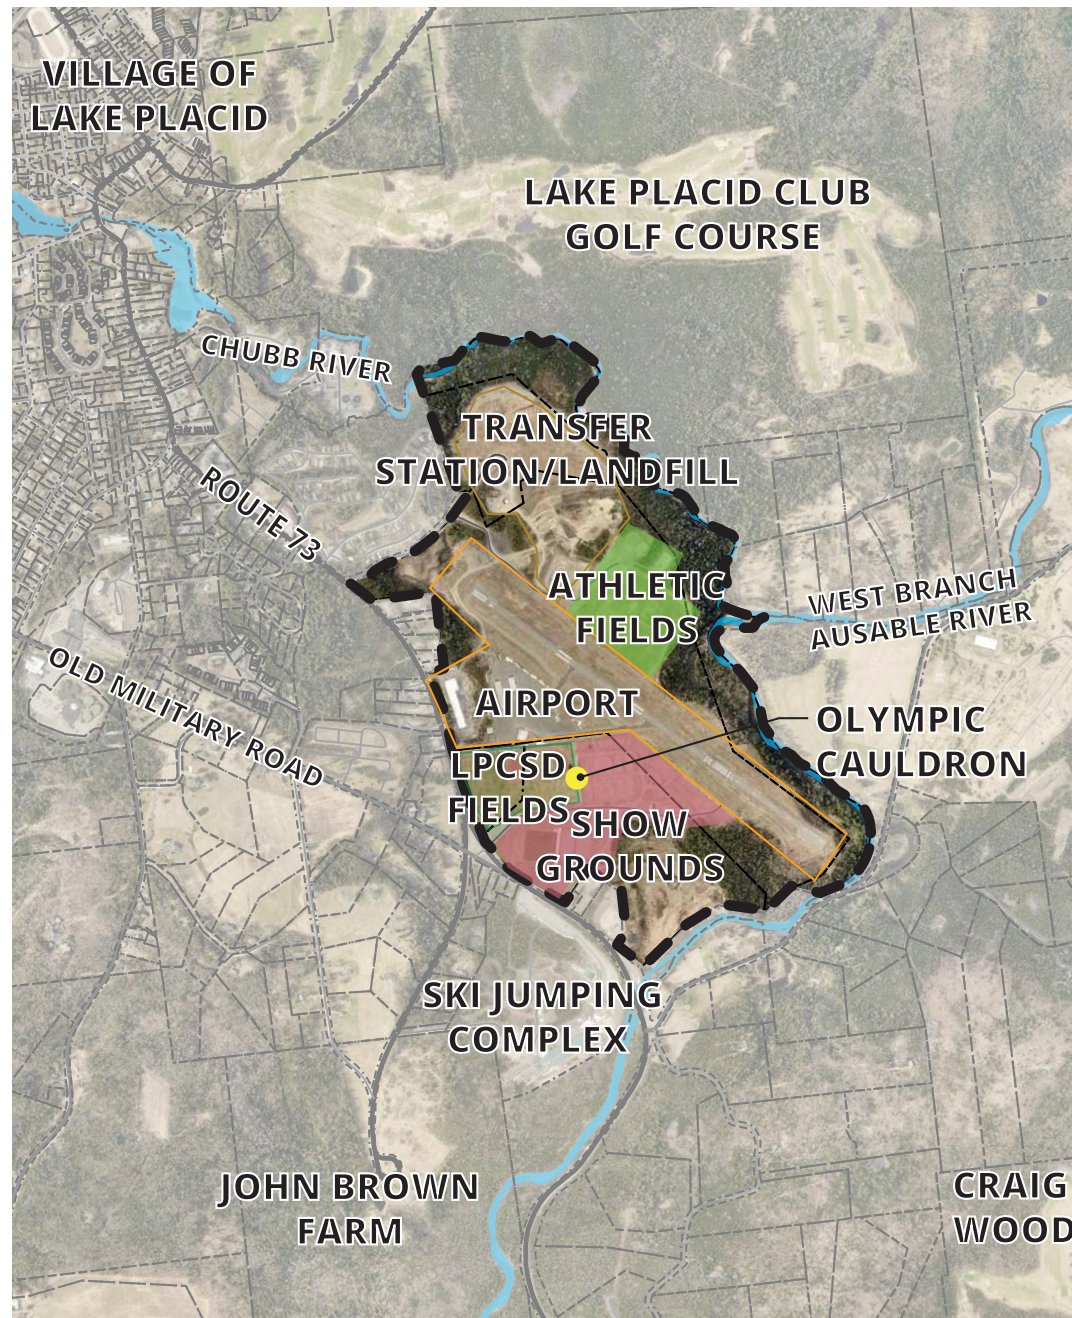 VILLAGE OF
LAKE PLACID
LAKE PLACID CLUB
GOLF COURSE
CHUBB RIVER
TRANSFER
STATION/LANDFILL
ROUTE 73
ATHLETIC
FIELDS
WEST BRANCH
AUSABLE RIVER
OLD MILITARY ROAD
AIRPORT
OLYMPIC
CAULDRON
LPCSD
FIELDS
SHOW
GROUNDS
SKI JUMPING
COMPLEX
JOHN BROWN
FARM
CRAIG
WOOD